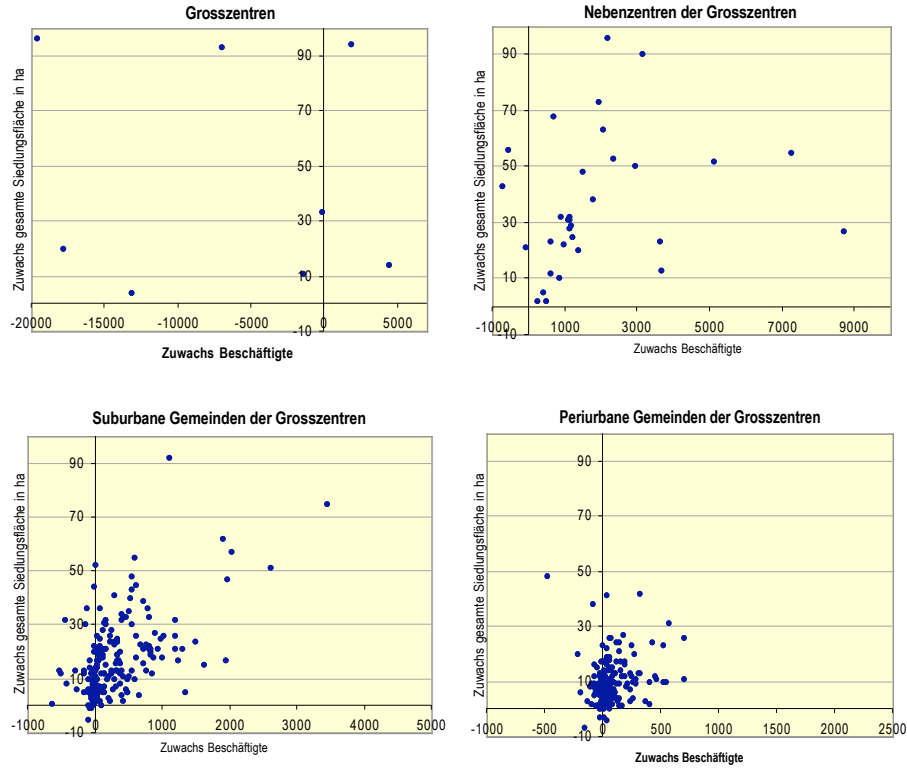 Grosszentren
Zuwachs gesamte Siedlungsfläche in ha
90
70
50
30
10
-10
-20000 -15000 -10000 -5000 0 5000
Zuwachs Beschäftigte
Nebenzentren der Grosszentren
Zuwachs gesamte Siedlungsfläche in ha
90
70
50
30
10
-10
-1000 1000 3000 5000 7000 9000
Zuwachs Beschäftigte
Suburbane Gemeinden der Grosszentren
Zuwachs gesamte Siedlungsfläche in ha
90
70
50
30
10
-10
-1000 0 1000 2000 3000 4000 5000
Zuwachs Beschäftigte
Periurbane Gemeinden der Grosszentren
Zuwachs gesamte Siedlungsfläche in ha
90
70
50
30
10
-10
-1000 -500 0 500 1000 1500 2000 2500
Zuwachs Beschäftigte